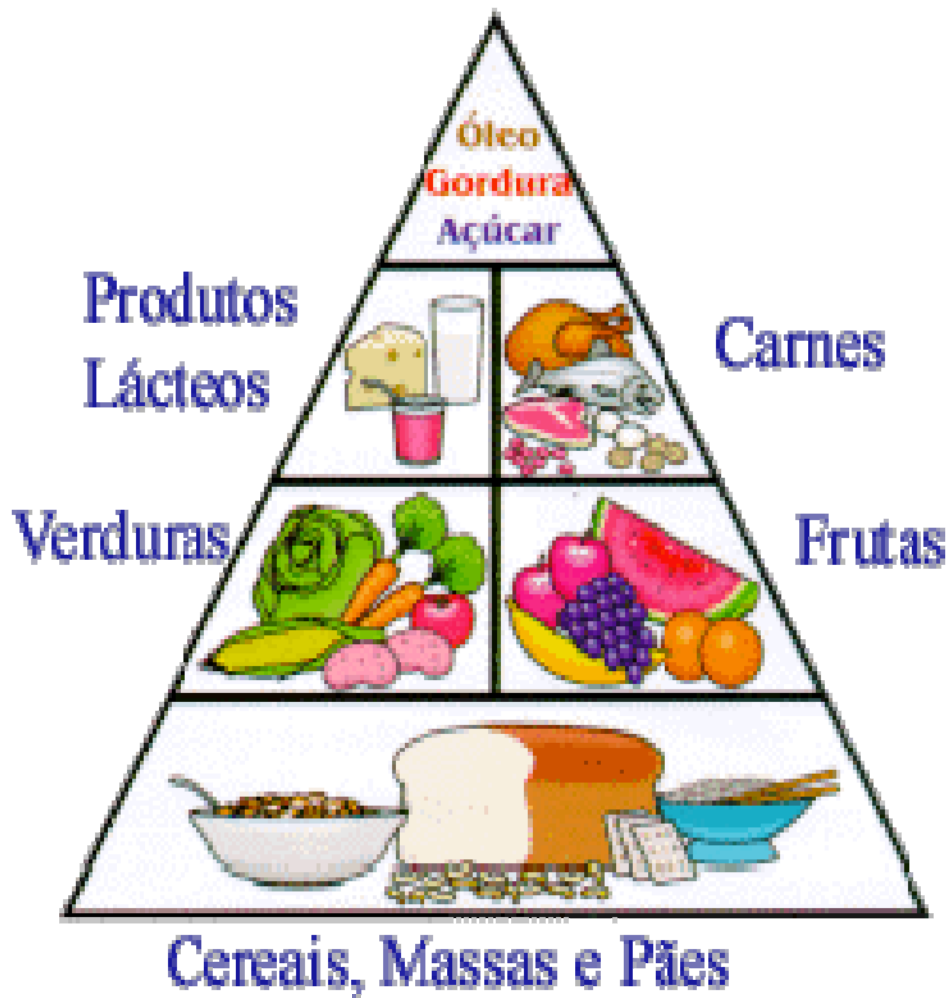 Óleo
Gordura
Açúcar
Produtos
Lácteos
Carnes
Verduras
Frutas
Cereais, Massas e Pães